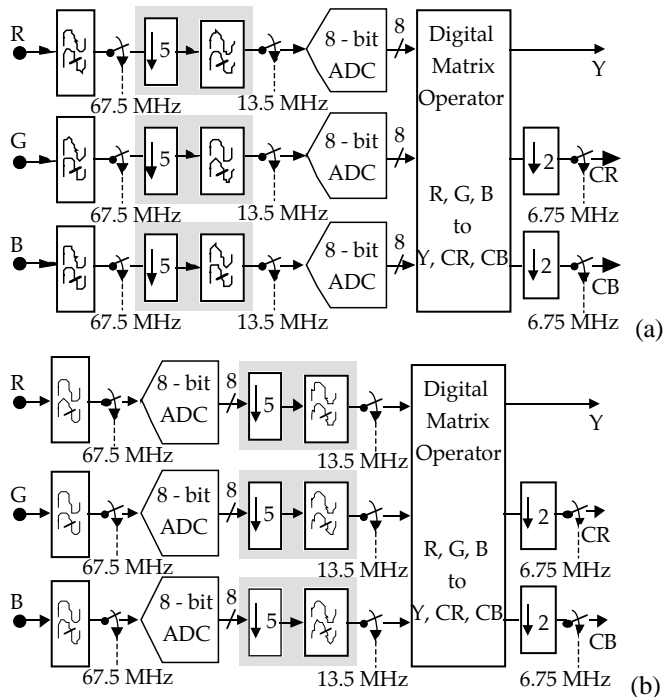 R
5
8 - bit
ADC
8
Digital
Matrix
Operator
Y
67.5 MHz
13.5 MHz
G
5
8 - bit
ADC
8
2
CR
67.5 MHz
13.5 MHz
6.75 MHz
R, G, B
to
Y, CR, CB
B
5
8 - bit
ADC
8
2
CB
67.5 MHz
13.5 MHz
6.75 MHz
(a)
R
8 - bit
ADC
8
5
Digital
Matrix
Operator
Y
67.5 MHz
13.5 MHz
G
8 - bit
ADC
8
5
2
CR
67.5 MHz
13.5 MHz
6.75 MHz
R, G, B
to
Y, CR, CB
B
8 - bit
ADC
8
5
2
CB
67.5 MHz
13.5 MHz
6.75 MHz
(b)